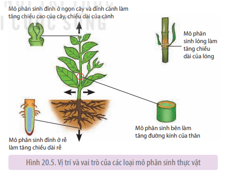 Mô phân sinh đỉnh ở ngọn cây và đỉnh cành làm
tăng chiều cao của cây, chiều dài của cành
Mô phân
sinh lóng làm
tăng chiều
dài của lóng
Mô phân sinh đỉnh ở rễ
làm tăng chiều dài rễ
Mô phân sinh bên làm
tăng đường kính của thân
Hình 20.5. Vị trí và vai trò của các loại mô phân sinh thực vật